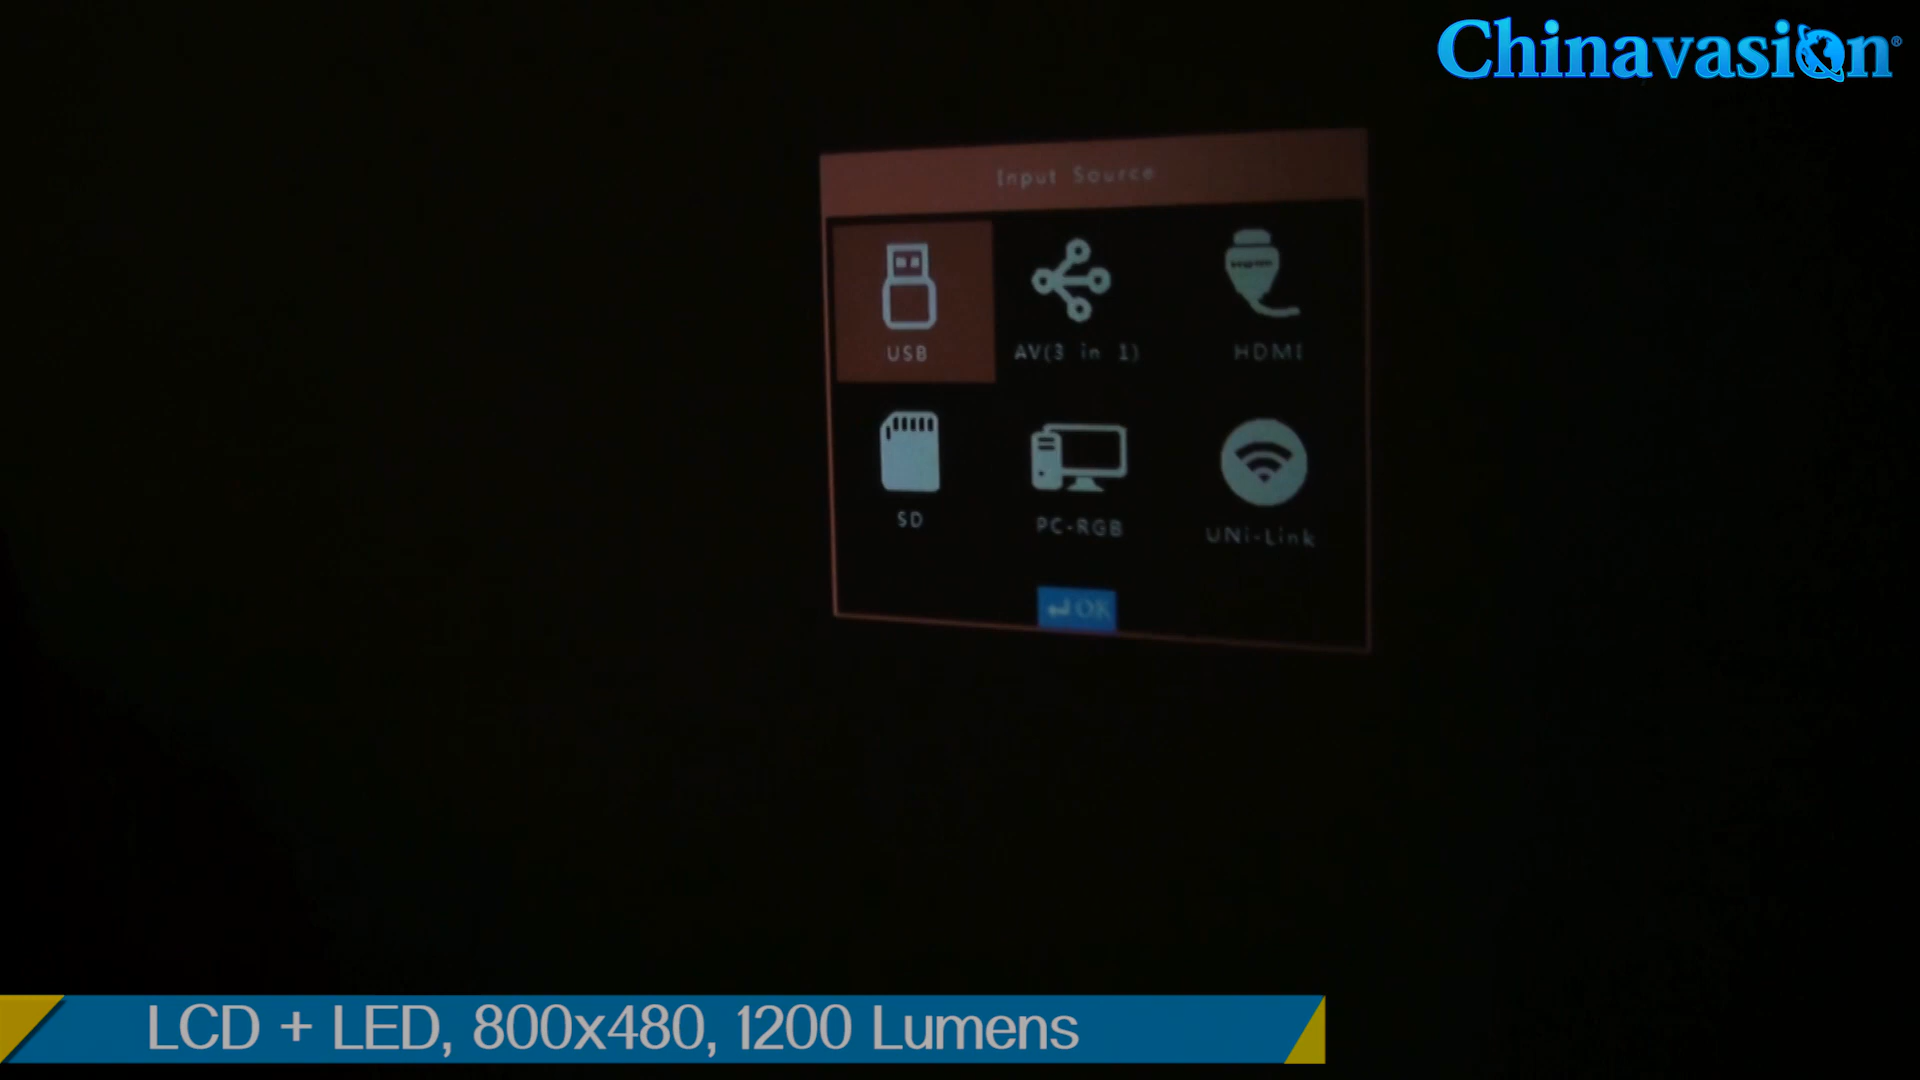 Chinavasion®
Input Source
USB
AV(3 in 1)
HDMI
SD
PC-RGB
UNi-Link
OK
LCD + LED, 800x480, 1200 Lumens